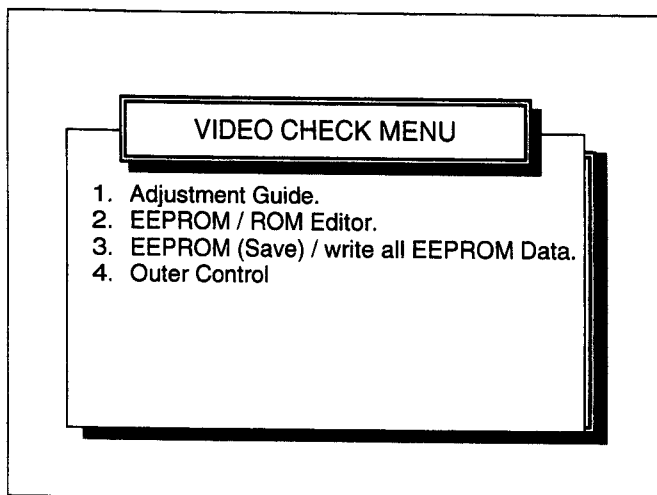 VIDEO CHECK MENU
1. Adjustment Guide.
2. EEPROM / ROM Editor.
3. EEPROM (Save) / write all EEPROM Data.
4. Outer Control